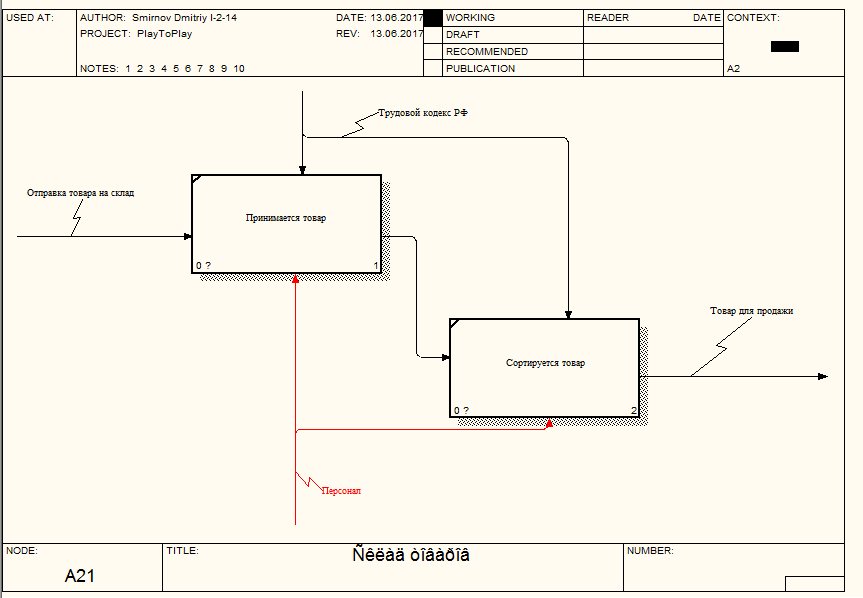 USED AT:
AUTHOR: Smirnov Dmitriy I-2-14
DATE: 13.06.2017
PROJECT: PlayToPlay
REV: 13.06.2017
NOTES: 1 2 3 4 5 6 7 8 9 10
WORKING
DRAFT
RECOMMENDED
PUBLICATION
READER DATE
CONTEXT:
A2
Трудовой кодекс РФ
Отправка товара на склад
Принимается товар
0 ? 1
Товар для продажи
Сортируется товар
0 ? 2
Персонал
NODE:
A21
TITLE:
Ñêëàä òîâàðîâ
NUMBER: